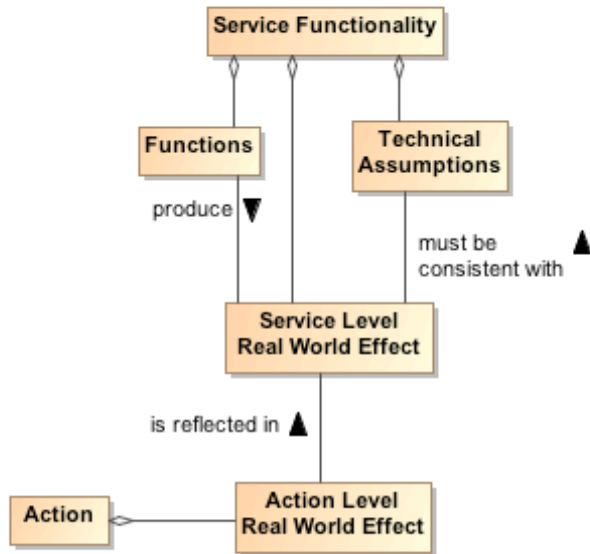 Service Functionality
Functions
Technical
Assumptions
produce
must be
consistent with
Service Level
Real World Effect
is reflected in
Action
Action Level
Real World Effect